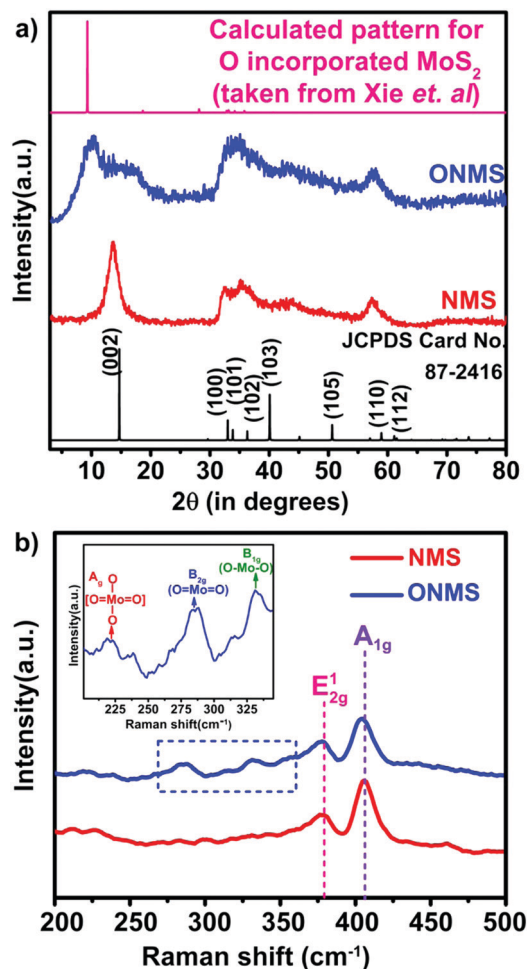 a)
Calculated pattern for
O incorporated MoS2
(taken from Xie et. al)
ONMS
NMS
JCPDS Card No.
87-2416
(002)
(100)
(101)
(102)
(103)
(105)
(110)
(112)
Intensity(a.u.)
10 20 30 40 50 60 70 80
2θ (in degrees)
b)
NMS
ONMS
Ag
O
[O=Mo=O]
O
B2g
(O=Mo=O)
B1g
(O-Mo-O)
Intensity(a.u.)
225 250 275 300 325
Raman shift(cm-1)
E12g
A1g
Intensity(a.u.)
200 250 300 350 400 450 500
Raman shift (cm-1)